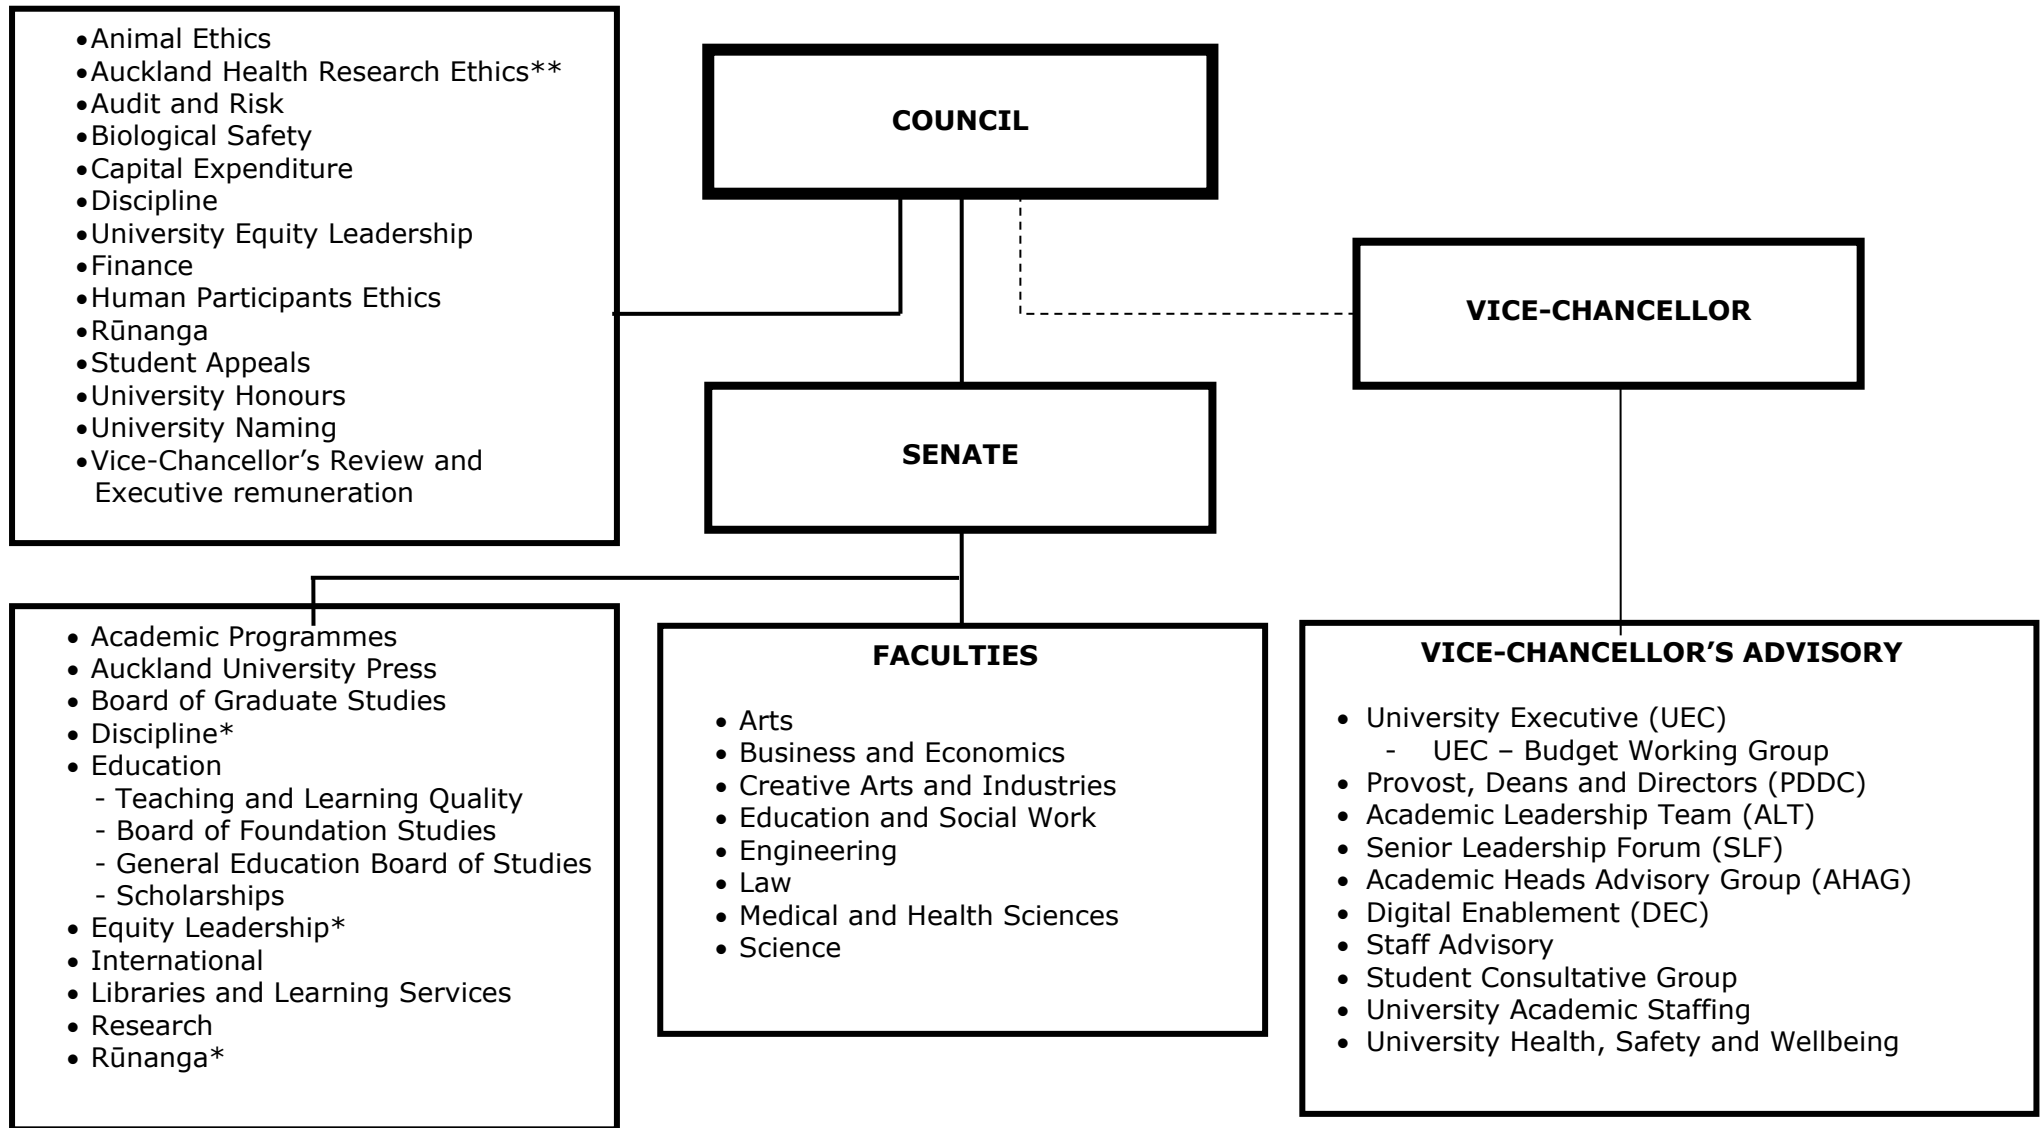 •Animal Ethics
•Auckland Health Research Ethics**
•Audit and Risk
•Biological Safety
•Capital Expenditure
•Discipline
•University Equity Leadership
•Finance
•Human Participants Ethics
•Rūnanga
•Student Appeals
•University Honours
•University Naming
•Vice-Chancellor’s Review and
Executive remuneration
COUNCIL
VICE-CHANCELLOR
SENATE
• Academic Programmes
• Auckland University Press
• Board of Graduate Studies
• Discipline*
• Education
- Teaching and Learning Quality
- Board of Foundation Studies
- General Education Board of Studies
- Scholarships
• Equity Leadership*
• International
• Libraries and Learning Services
• Research
• Rūnanga*
FACULTIES
• Arts
• Business and Economics
• Creative Arts and Industries
• Education and Social Work
• Engineering
• Law
• Medical and Health Sciences
• Science
VICE-CHANCELLOR’S ADVISORY
• University Executive (UEC)
- UEC – Budget Working Group
• Provost, Deans and Directors (PDDC)
• Academic Leadership Team (ALT)
• Senior Leadership Forum (SLF)
• Academic Heads Advisory Group (AHAG)
• Digital Enablement (DEC)
• Staff Advisory
• Student Consultative Group
• University Academic Staffing
• University Health, Safety and Wellbeing